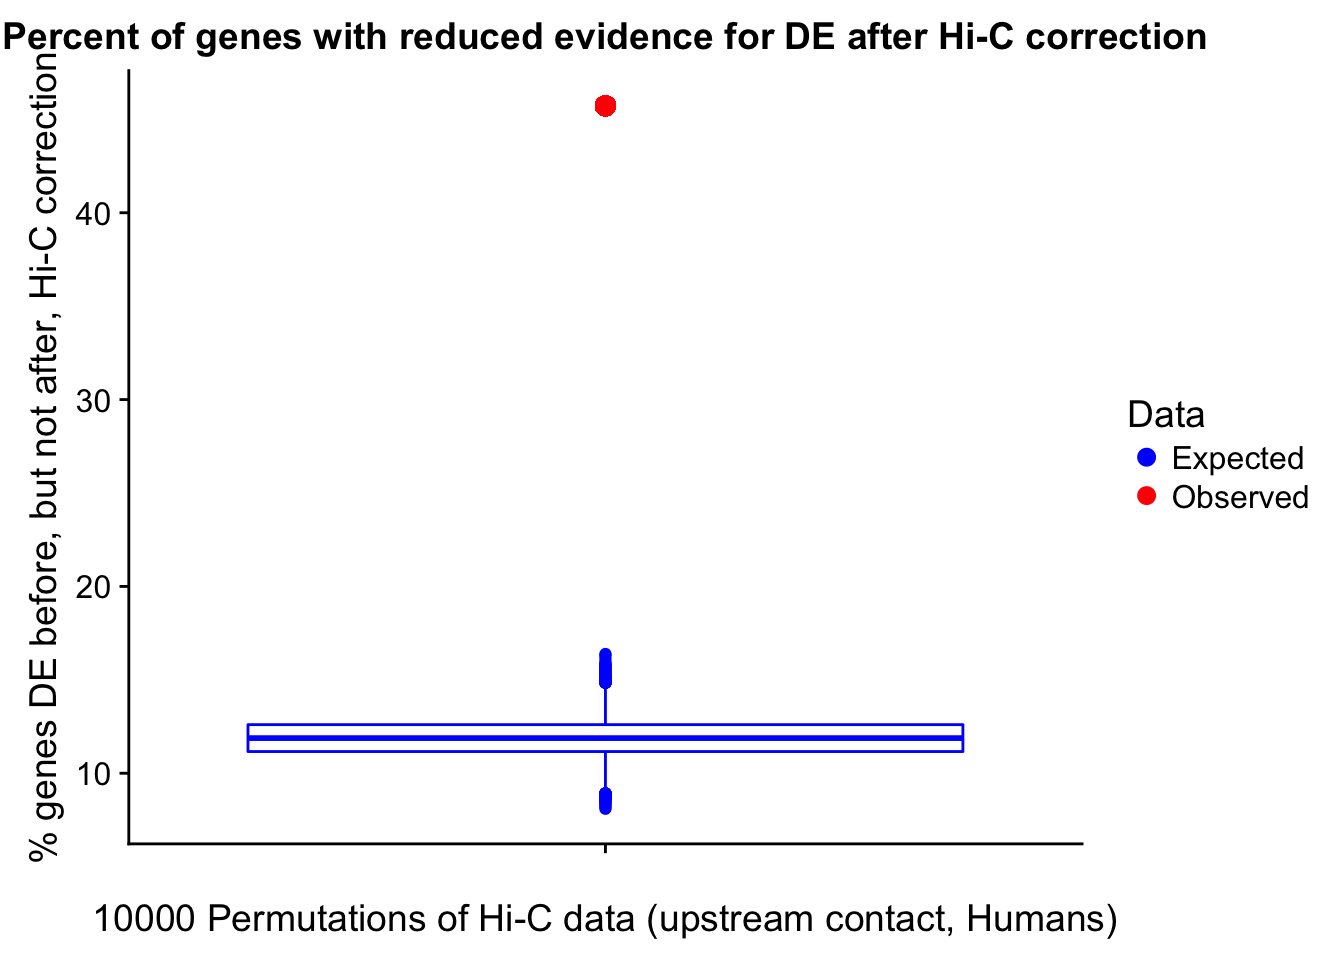 Percent of genes with reduced evidence for DE after Hi-C correction
% genes DE before, but not after, Hi-C correction
40
30
20
10
Data
Expected
Observed
10000 Permutations of Hi-C data (upstream contact, Humans)